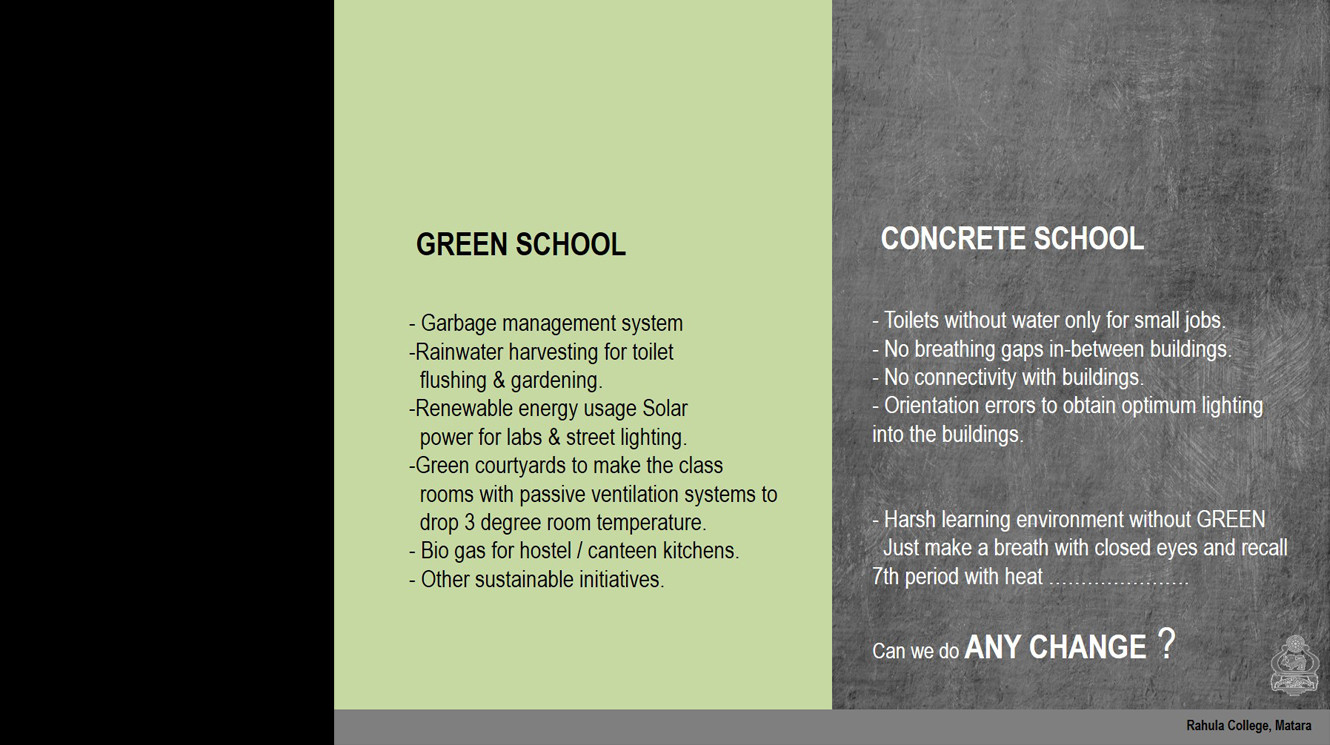 GREEN SCHOOL
- Garbage management system
-Rainwater harvesting for toilet
flushing & gardening.
-Renewable energy usage Solar
power for labs & street lighting.
-Green courtyards to make the class
rooms with passive ventilation systems to
drop 3 degree room temperature.
- Bio gas for hostel / canteen kitchens.
- Other sustainable initiatives.
CONCRETE SCHOOL
- Toilets without water only for small jobs.
- No breathing gaps in-between buildings.
- No connectivity with buildings.
- Orientation errors to obtain optimum lighting
into the buildings.
- Harsh learning environment without GREEN
Just make a breath with closed eyes and recall
7th period with heat …………………..
Can we do ANY CHANGE ?
Rahula College, Matara